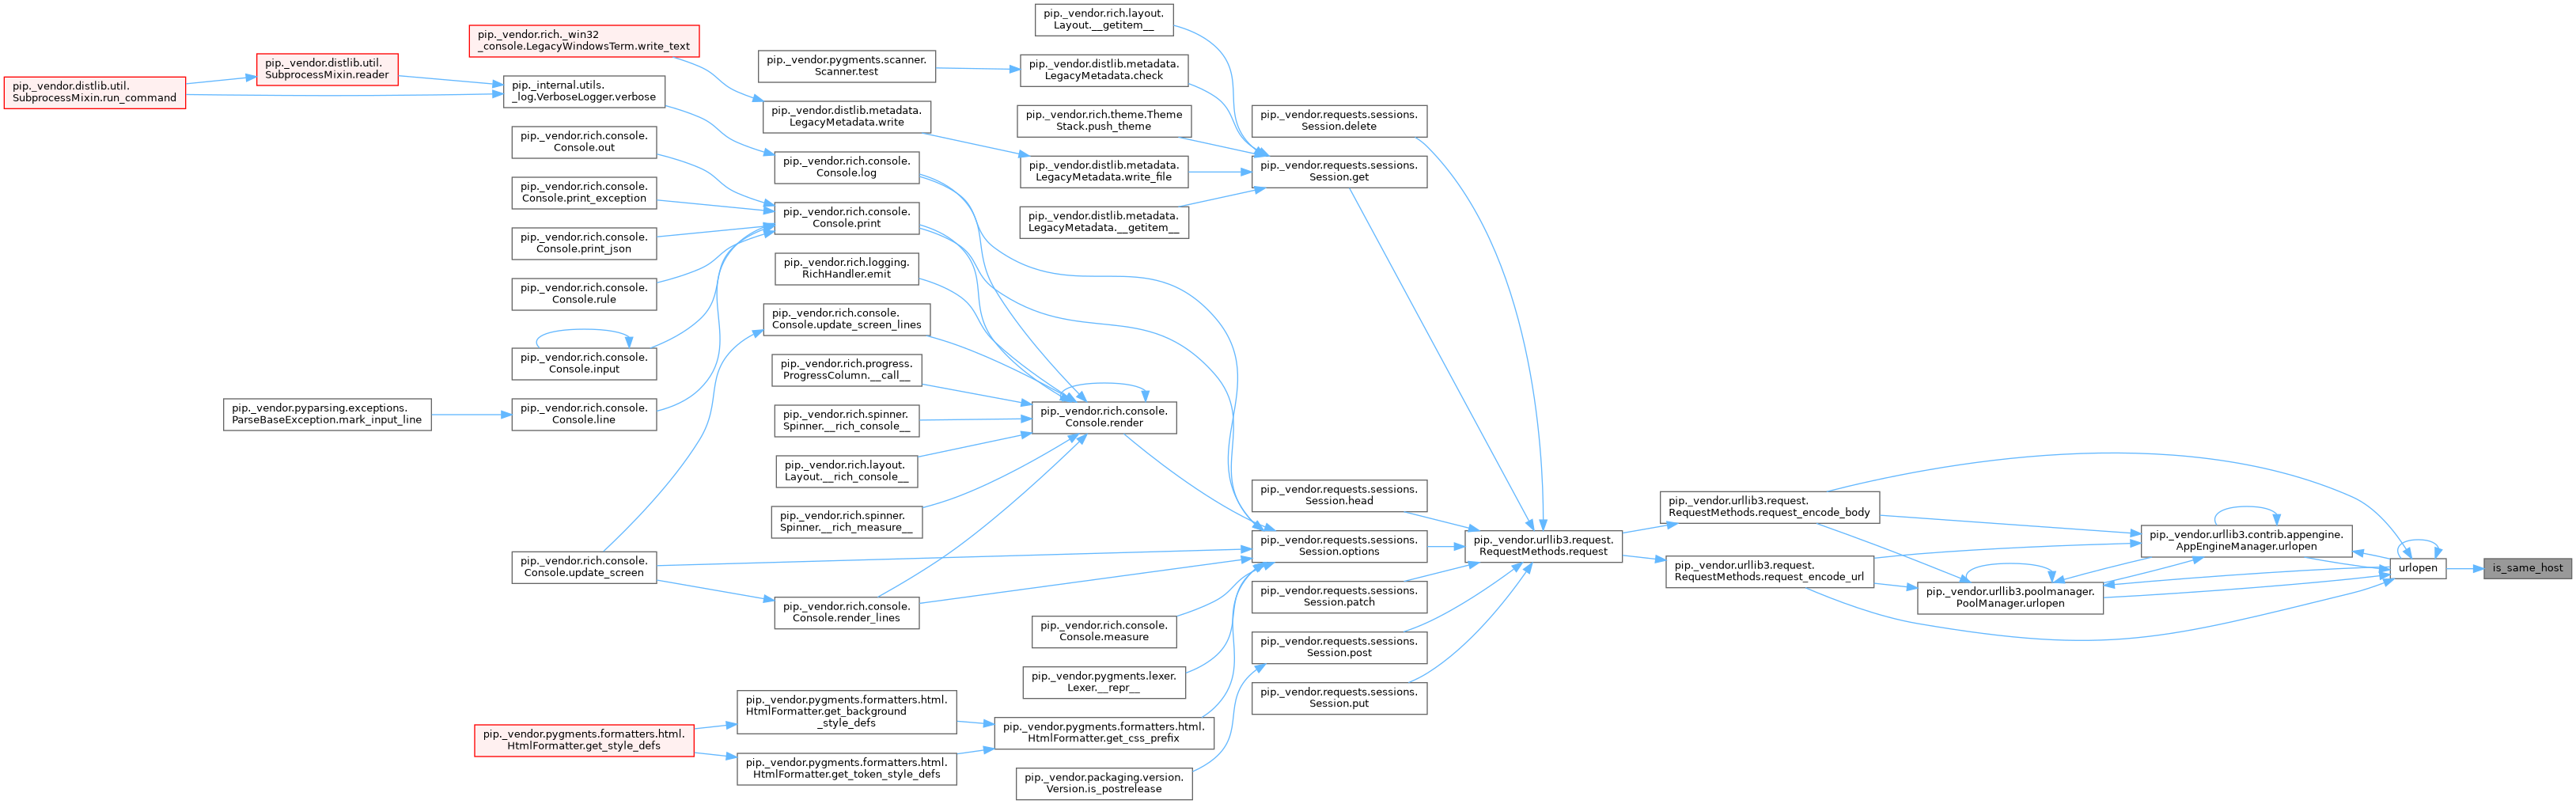 pip._vendor.distlib.util.
SubprocessMixin.run_command
pip._vendor.distlib.util.
SubprocessMixin.reader
pip._vendor.pyparsing.exceptions.
ParseBaseException.mark_input_line
pip._vendor.rich._win32
_console.LegacyWindowsTerm.write_text
pip._internal.utils.
_log.VerboseLogger.verbose
pip._vendor.rich.console.
Console.out
pip._vendor.rich.console.
Console.print_exception
pip._vendor.rich.console.
Console.print_json
pip._vendor.rich.console.
Console.rule
pip._vendor.rich.console.
Console.input
pip._vendor.rich.console.
Console.line
pip._vendor.rich.console.
Console.update_screen
pip._vendor.pygments.formatters.html.
HtmlFormatter.get_style_defs
pip._vendor.pygments.scanner.
Scanner.test
pip._vendor.distlib.metadata.
LegacyMetadata.write
pip._vendor.rich.console.
Console.log
pip._vendor.rich.console.
Console.print
pip._vendor.rich.logging.
RichHandler.emit
pip._vendor.rich.console.
Console.update_screen_lines
pip._vendor.rich.progress.
ProgressColumn.__call__
pip._vendor.rich.spinner.
Spinner.__rich_console__
pip._vendor.rich.layout.
Layout.__rich_console__
pip._vendor.rich.spinner.
Spinner.__rich_measure__
pip._vendor.rich.console.
Console.render_lines
pip._vendor.pygments.formatters.html.
HtmlFormatter.get_background
_style_defs
pip._vendor.pygments.formatters.html.
HtmlFormatter.get_token_style_defs
pip._vendor.rich.layout.
Layout.__getitem__
pip._vendor.distlib.metadata.
LegacyMetadata.check
pip._vendor.rich.theme.Theme
Stack.push_theme
pip._vendor.distlib.metadata.
LegacyMetadata.write_file
pip._vendor.distlib.metadata.
LegacyMetadata.__getitem__
pip._vendor.rich.console.
Console.render
pip._vendor.rich.console.
Console.measure
pip._vendor.pygments.lexer.
Lexer.__repr__
pip._vendor.pygments.formatters.html.
HtmlFormatter.get_css_prefix
pip._vendor.packaging.version.
Version.is_postrelease
pip._vendor.requests.sessions.
Session.delete
pip._vendor.requests.sessions.
Session.get
pip._vendor.requests.sessions.
Session.head
pip._vendor.requests.sessions.
Session.options
pip._vendor.requests.sessions.
Session.patch
pip._vendor.requests.sessions.
Session.post
pip._vendor.requests.sessions.
Session.put
pip._vendor.urllib3.request.
RequestMethods.request
pip._vendor.urllib3.request.
RequestMethods.request_encode_body
pip._vendor.urllib3.request.
RequestMethods.request_encode_url
pip._vendor.urllib3.poolmanager.
PoolManager.urlopen
pip._vendor.urllib3.contrib.appengine.
AppEngineManager.urlopen
urlopen
is_same_host